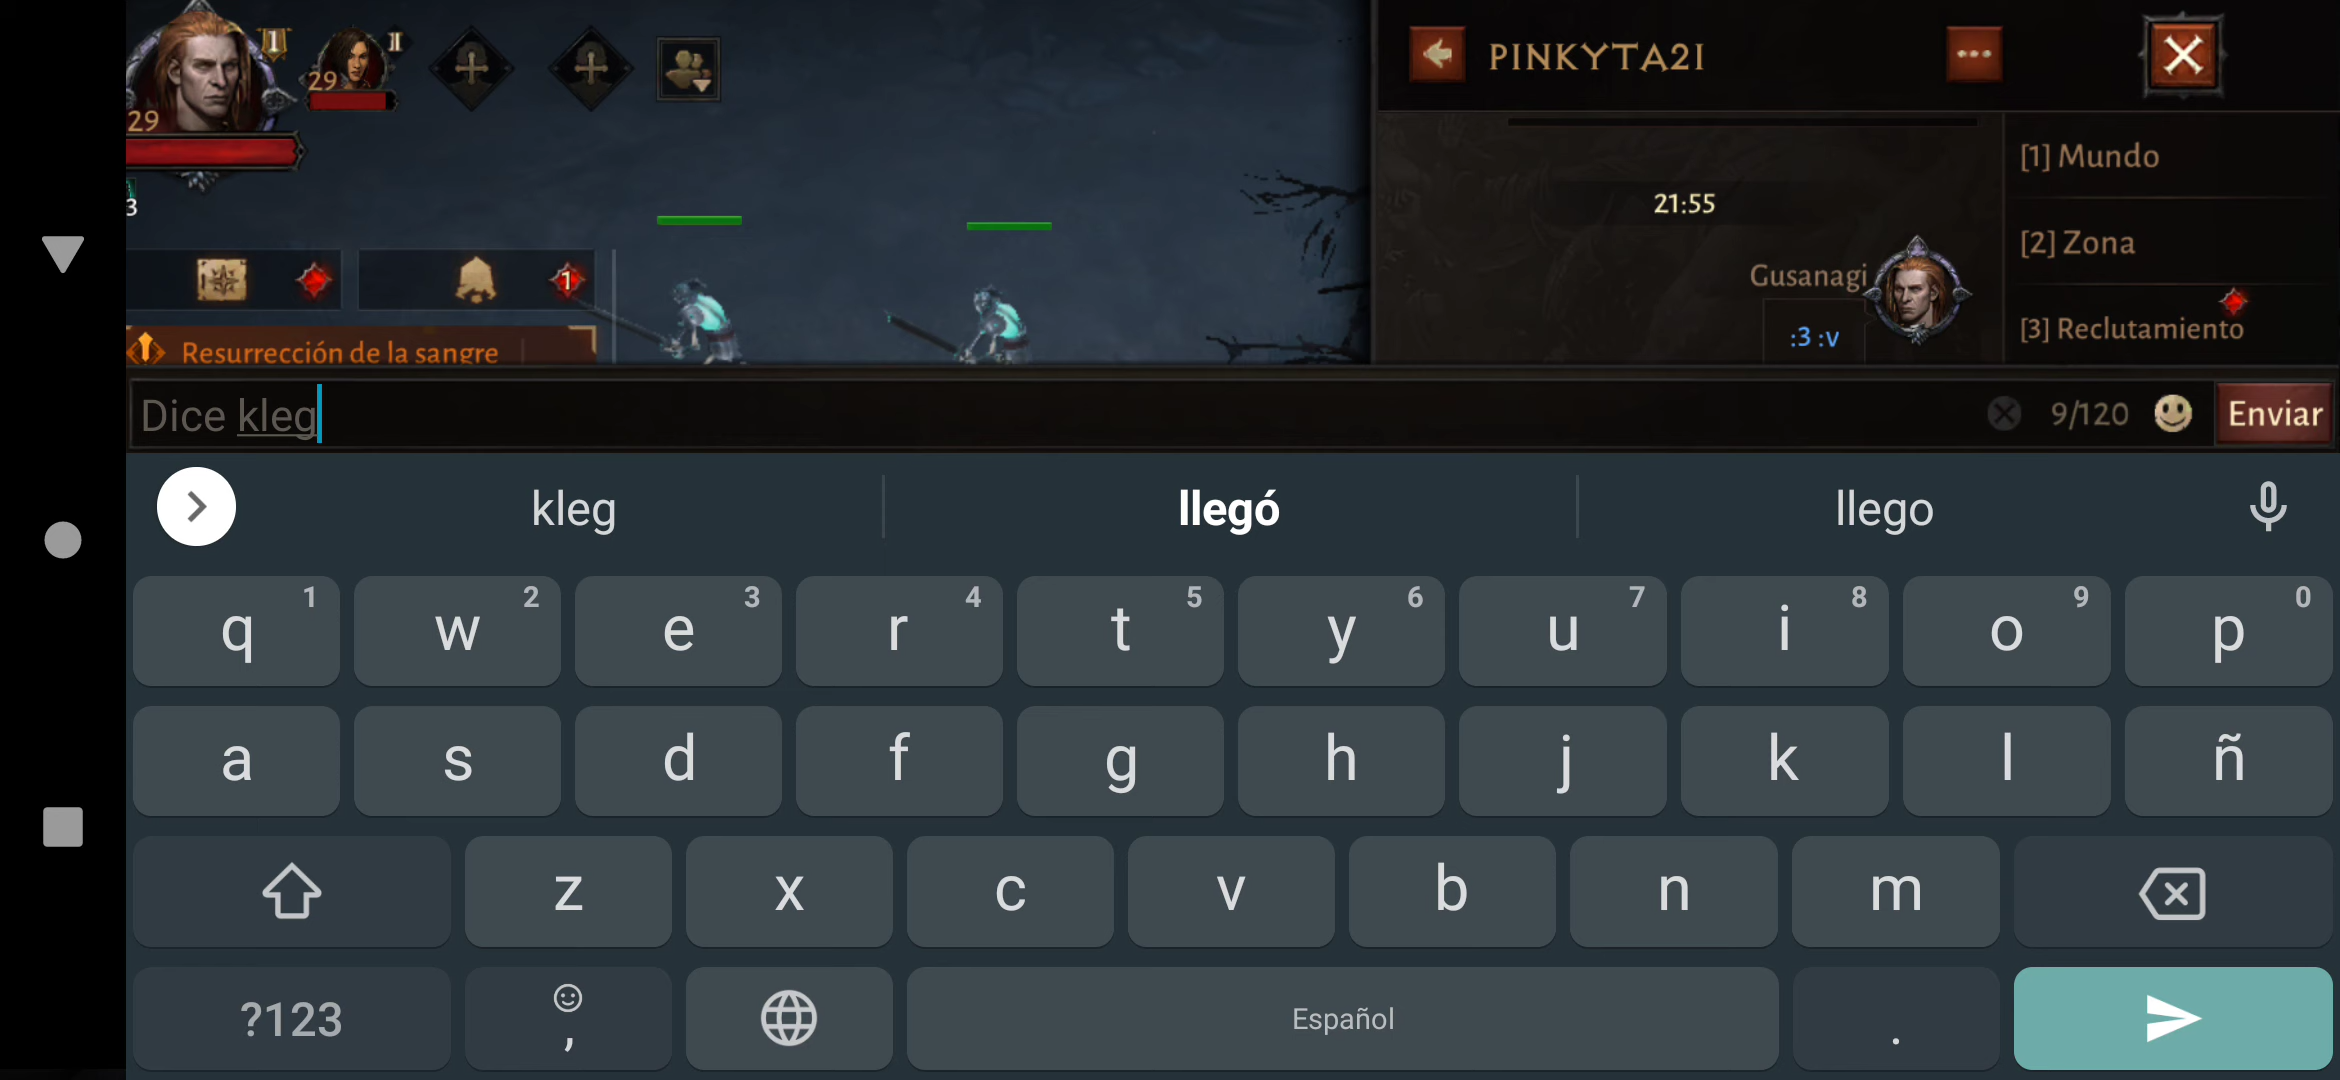 1
I
29
29
3
1
Resurrección de la sangre
PINKYTA21
•••
21:55
Gusanagi
:3 :v
[1] Mundo
[2] Zona
[3] Reclutamiento
Dice kleg
9/120
Enviar
kleg
llegó
llego
q 1 w 2 e 3 r 4 t 5 y 6 u 7 i 8 o 9 p 0
a s d f g h j k l ñ
z x c v b n m
?123 , Español .